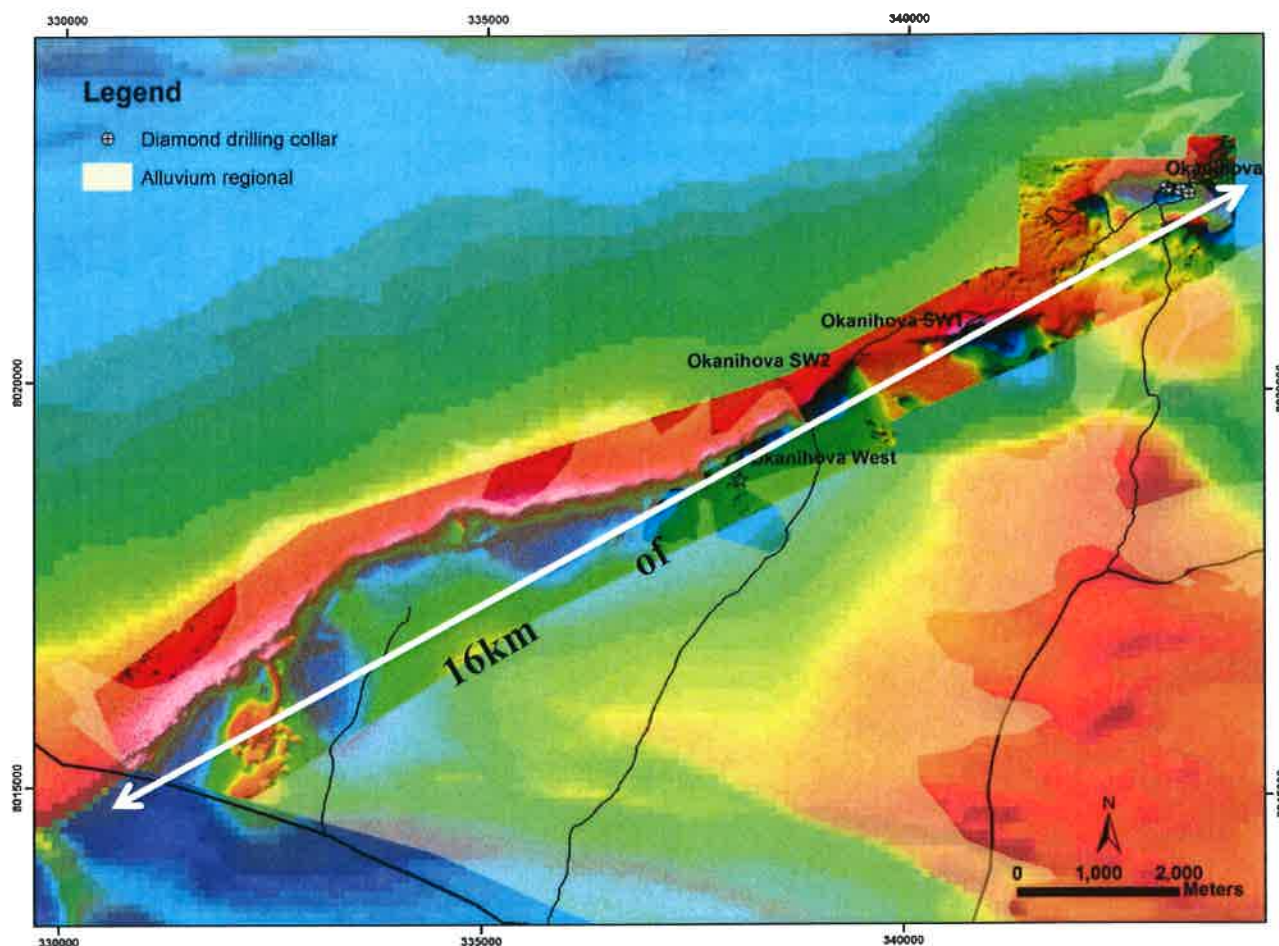 330000
335000
340000
Legend
Diamond drilling collar
Alluvium regional
Okanihova
Okanihova SW1
Okanihova SW2
8020000
Okanihova West
of
16km
8015000
N
0 1,000 2,000
Meters
330000
335000
340000